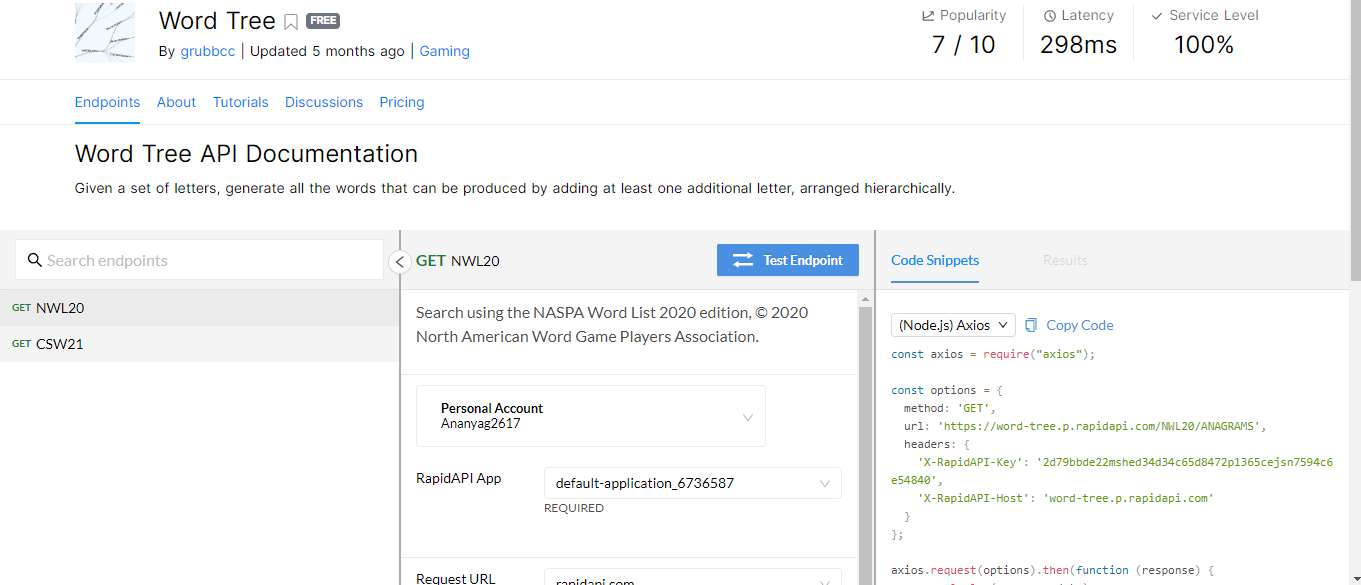 Word Tree FREE
By grubbcc | Updated 5 months ago | Gaming
Popularity
7 / 10
Latency
298ms
Service Level
100%
Endpoints About Tutorials Discussions Pricing
Word Tree API Documentation
Given a set of letters, generate all the words that can be produced by adding at least one additional letter, arranged hierarchically.
Search endpoints
GET NWL20
GET CSW21
GET NWL20
Test Endpoint
Search using the NASPA Word List 2020 edition, © 2020
North American Word Game Players Association.
Personal Account
Ananyag2617
RapidAPI App
default-application_6736587
REQUIRED
Request URL
rapidapi.com
Code Snippets Results
(Node.js) Axios Copy Code
const axios = require("axios");
const options = {
method: 'GET',
url: 'https://word-tree.p.rapidapi.com/NWL20/ANAGRAMS',
headers: {
'X-RapidAPI-Key': '2d79bbde22mshed34d34c65d8472p1365cejsn7594c6
e54840',
'X-RapidAPI-Host': 'word-tree.p.rapidapi.com'
}
};
axios.request(options).then(function (response) {